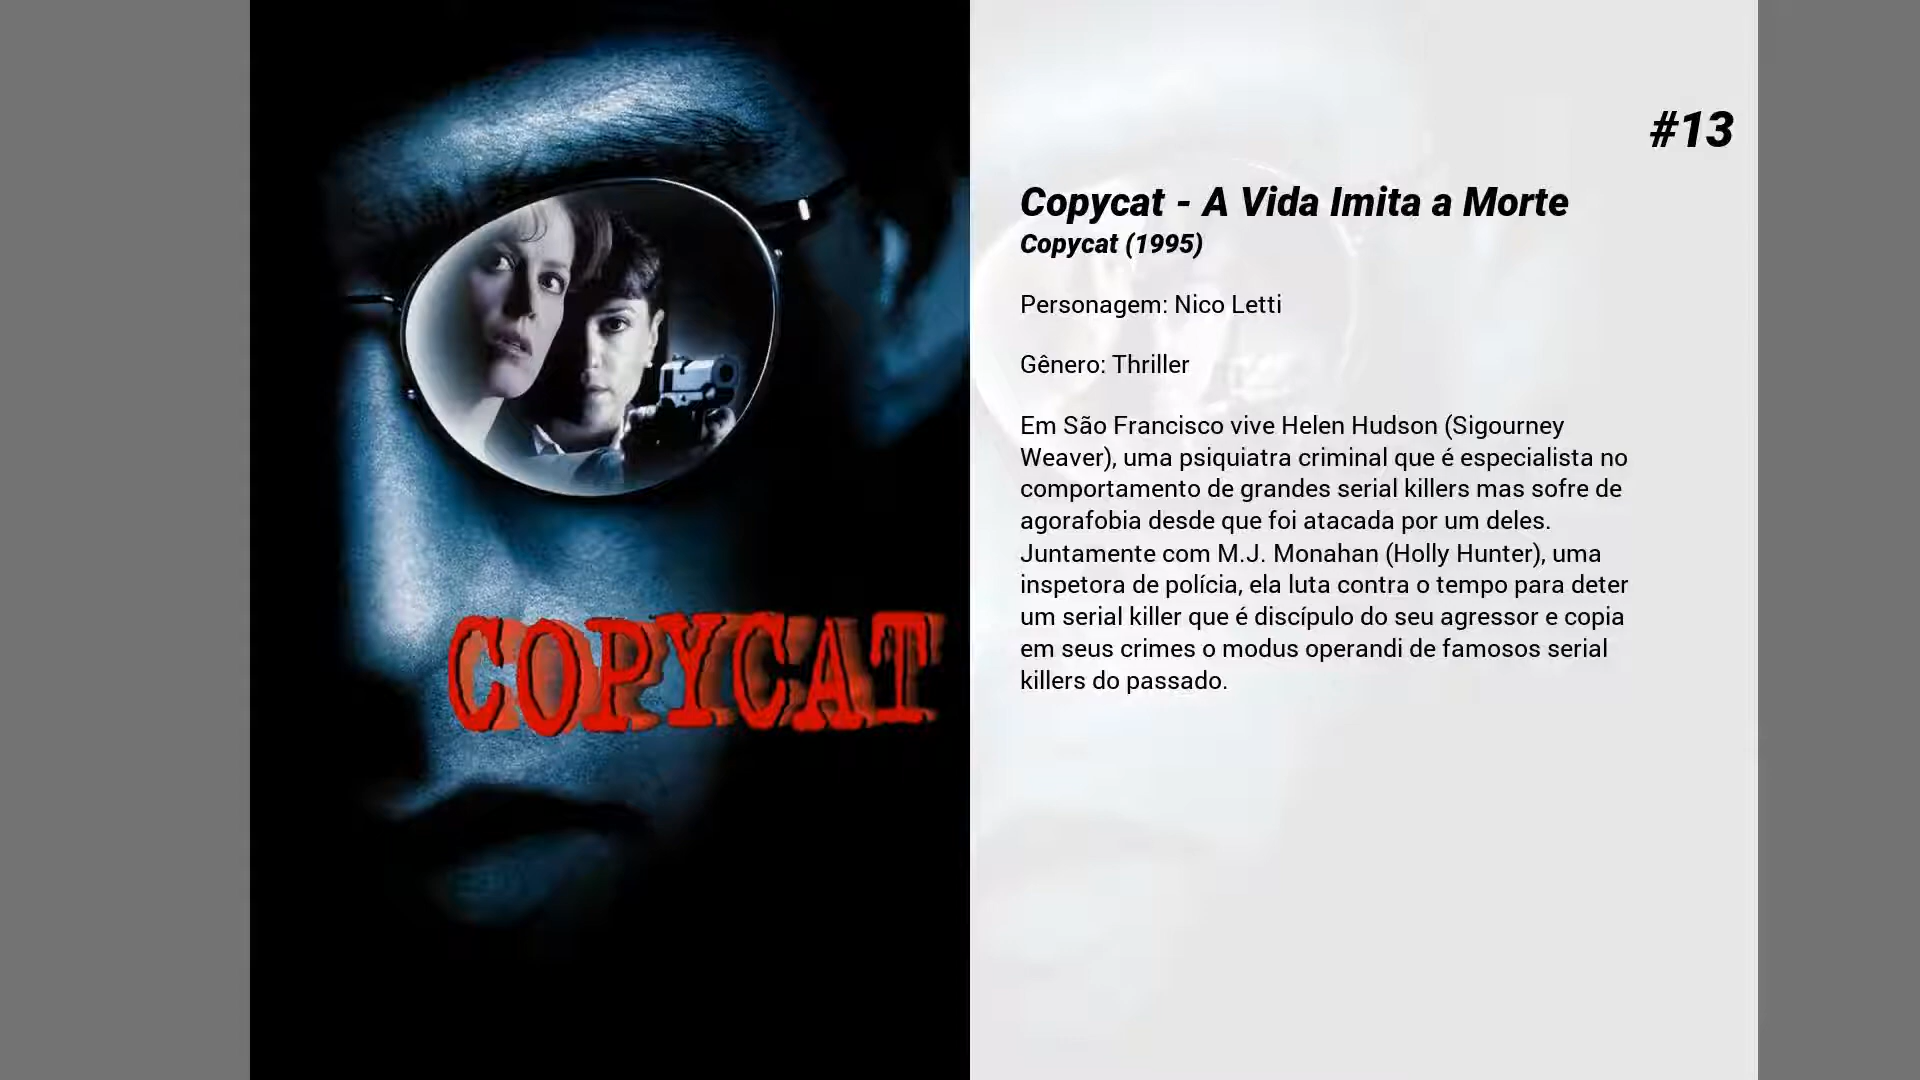 #13
Copycat - A Vida Imita a Morte
Copycat (1995)
Personagem: Nico Letti
Gênero: Thriller
Em São Francisco vive Helen Hudson (Sigourney
Weaver), uma psiquiatra criminal que é especialista no
comportamento de grandes serial killers mas sofre de
agorafobia desde que foi atacada por um deles.
Juntamente com M.J. Monahan (Holly Hunter), uma
inspetora de polícia, ela luta contra o tempo para deter
um serial killer que é discípulo do seu agressor e copia
em seus crimes o modus operandi de famosos serial
killers do passado.
COPYCAT